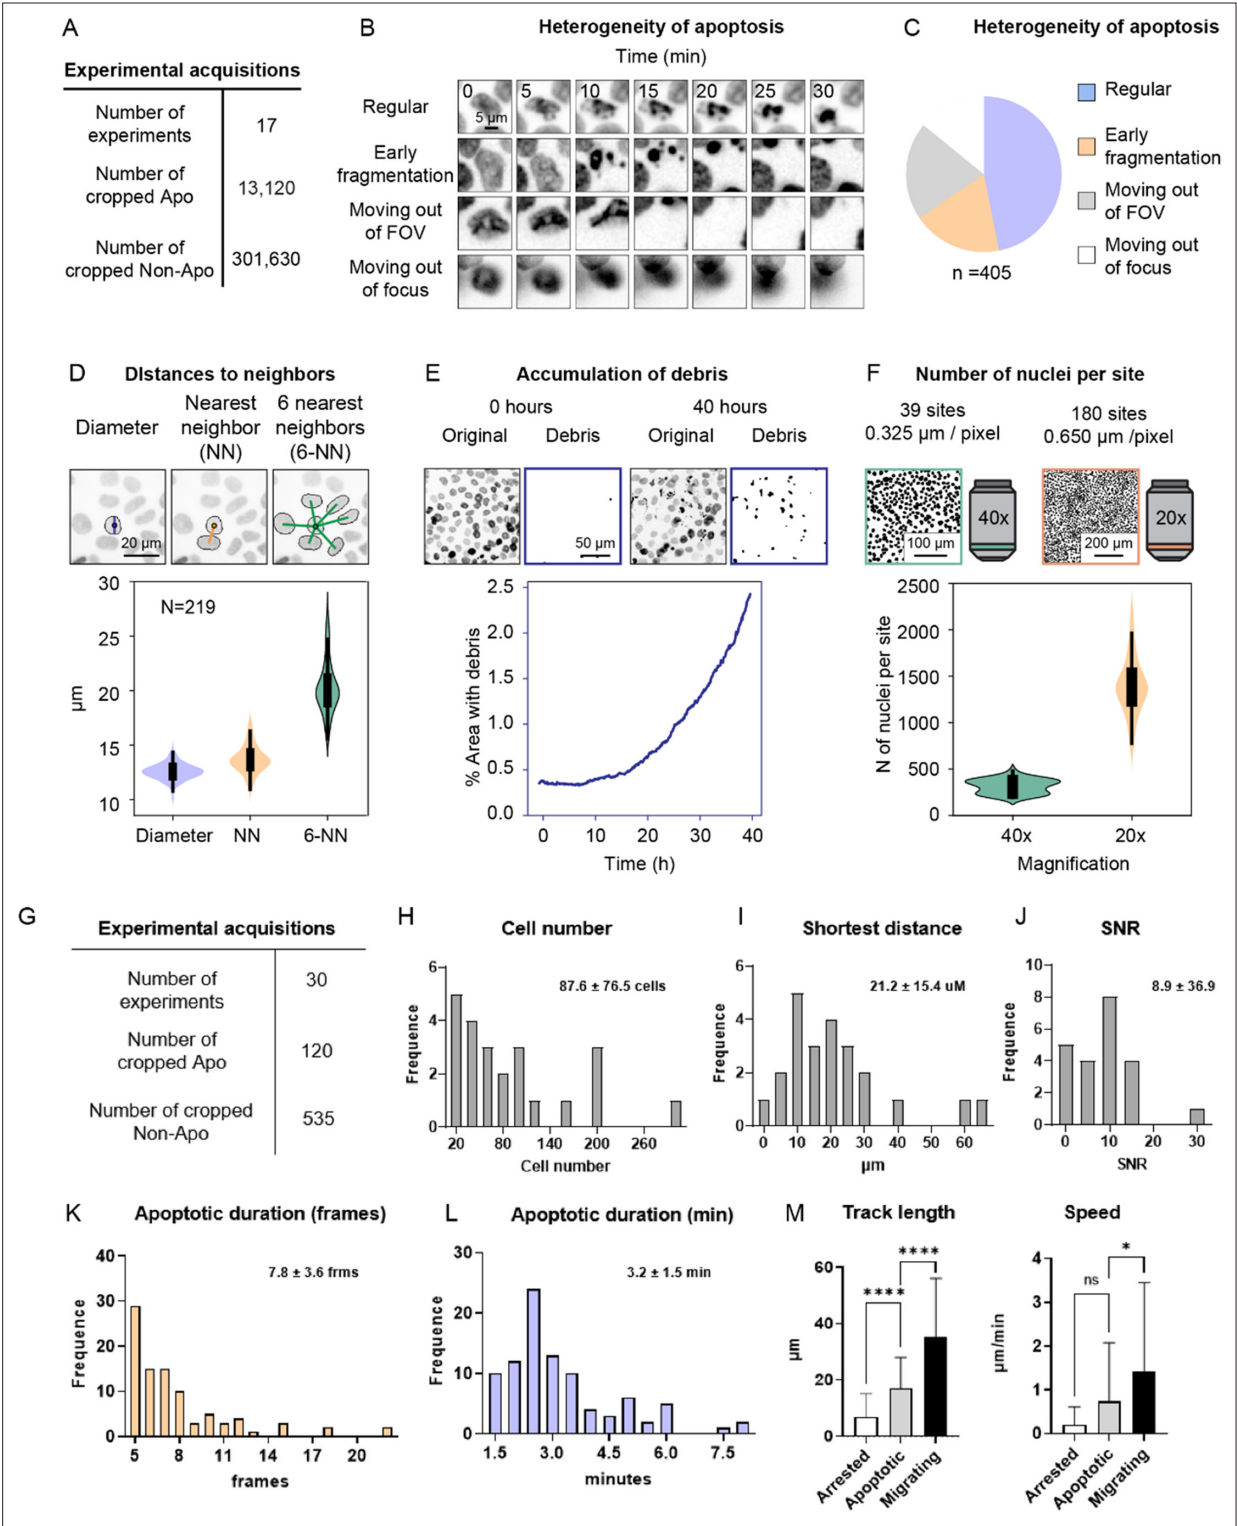 A
Experimental acquisitions
Number of
experiments
17
Number of
cropped Apo
13,120
Number of
cropped Non-Apo
301,630
B
Heterogeneity of apoptosis
Time (min)
0
5
10
15
20
25
30
5 µm
Regular
Early
fragmentation
Moving out
of FOV
Moving out
of focus
C
Heterogeneity of apoptosis
Regular
Early
fragmentation
Moving out
of FOV
Moving out
of focus
n =405
D
DIstances to neighbors
Diameter
Nearest
neighbor
(NN)
6 nearest
neighbors
(6-NN)
20 µm
30
25
20
15
10
µm
N=219
Diameter
NN
6-NN
E
Accumulation of debris
0 hours
40 hours
Original
Debris
Original
Debris
50 µm
2.5
2.0
1.5
1.0
0.5
0.0
% Area with debris
0
10
20
30
40
Time (h)
F
Number of nuclei per site
39 sites
0.325 µm / pixel
180 sites
0.650 µm /pixel
100 µm
40x
200 µm
20x
2500
2000
1500
1000
500
0
N of nuclei per site
40x
20x
Magnification
G
Experimental acquisitions
Number of
experiments
30
Number of
cropped Apo
120
Number of cropped
Non-Apo
535
H
Cell number
87.6 ± 76.5 cells
6
4
2
0
Frequence
20
80
140
200
260
Cell number
I
Shortest distance
21.2 ± 15.4 uM
6
4
2
0
Frequence
0
10
20
30
40
50
60
µm
J
SNR
8.9 ± 36.9
10
8
6
4
2
0
Frequence
0
10
20
30
SNR
K
Apoptotic duration (frames)
7.8 ± 3.6 frms
40
30
20
10
0
Frequence
5
8
11
14
17
20
frames
L
Apoptotic duration (min)
3.2 ± 1.5 min
30
20
10
0
Frequence
1.5
3.0
4.5
6.0
7.5
minutes
M
Track length
60
40
20
0
µm
****
****
Arrested
Apoptotic
Migrating
Speed
4
3
2
1
0
µm/min
ns
*
Arrested
Apoptotic
Migrating